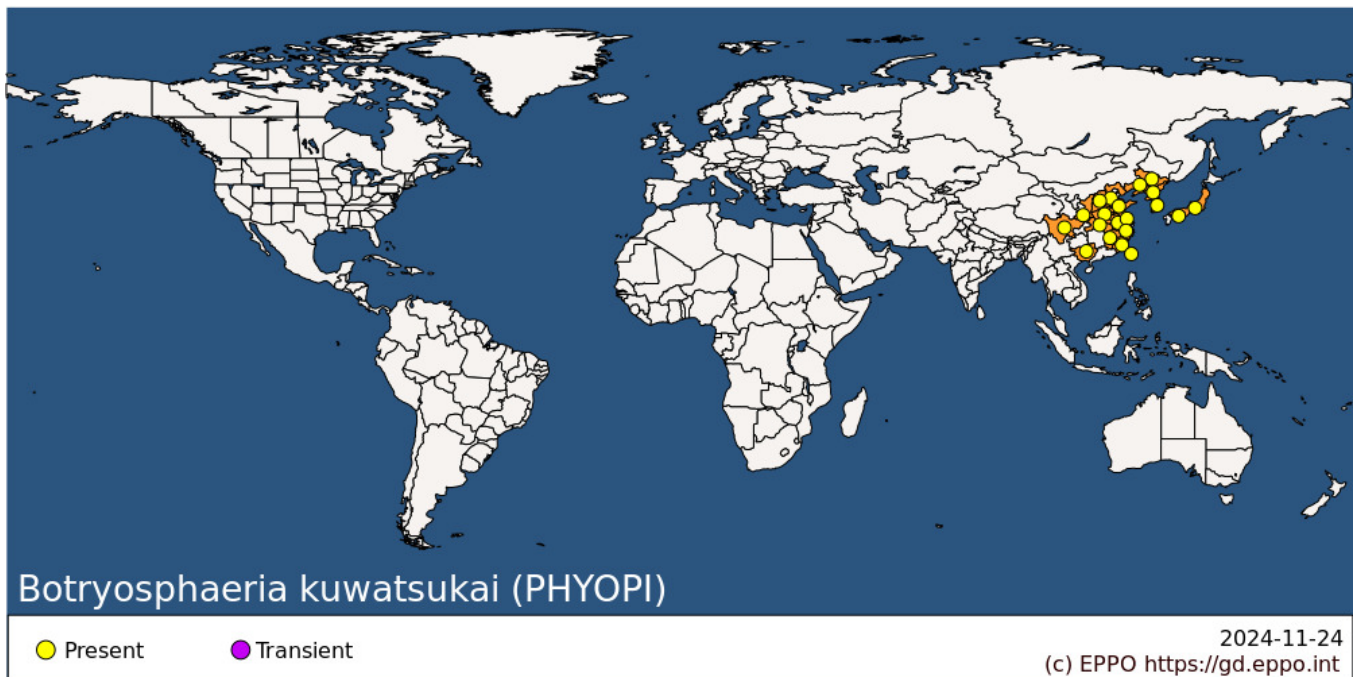 Botryosphaeria kuwatsukai (PHYOPI)
Present
Transient
2024-11-24
(c) EPPO https://gd.eppo.int